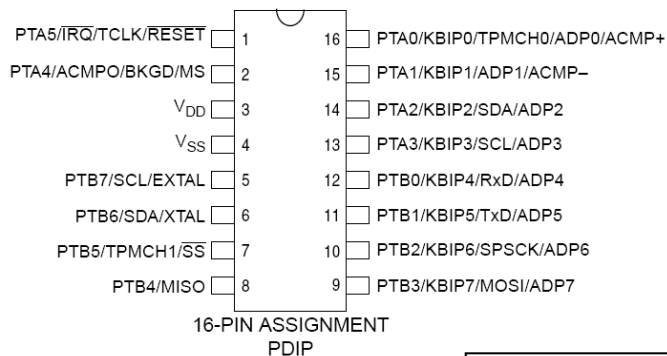 PTA5/IRQ/TCLK/RESET 1 16 PTA0/KBIP0/TPMCH0/ADP0/ACMP+
PTA4/ACMPO/BKGD/MS 2 15 PTA1/KBIP1/ADP1/ACMP–
VDD 3 14 PTA2/KBIP2/SDA/ADP2
VSS 4 13 PTA3/KBIP3/SCL/ADP3
PTB7/SCL/EXTAL 5 12 PTB0/KBIP4/RxD/ADP4
PTB6/SDA/XTAL 6 11 PTB1/KBIP5/TxD/ADP5
PTB5/TPMCH1/SS 7 10 PTB2/KBIP6/SPSCK/ADP6
PTB4/MISO 8 9 PTB3/KBIP7/MOSI/ADP7
16-PIN ASSIGNMENT
PDIP